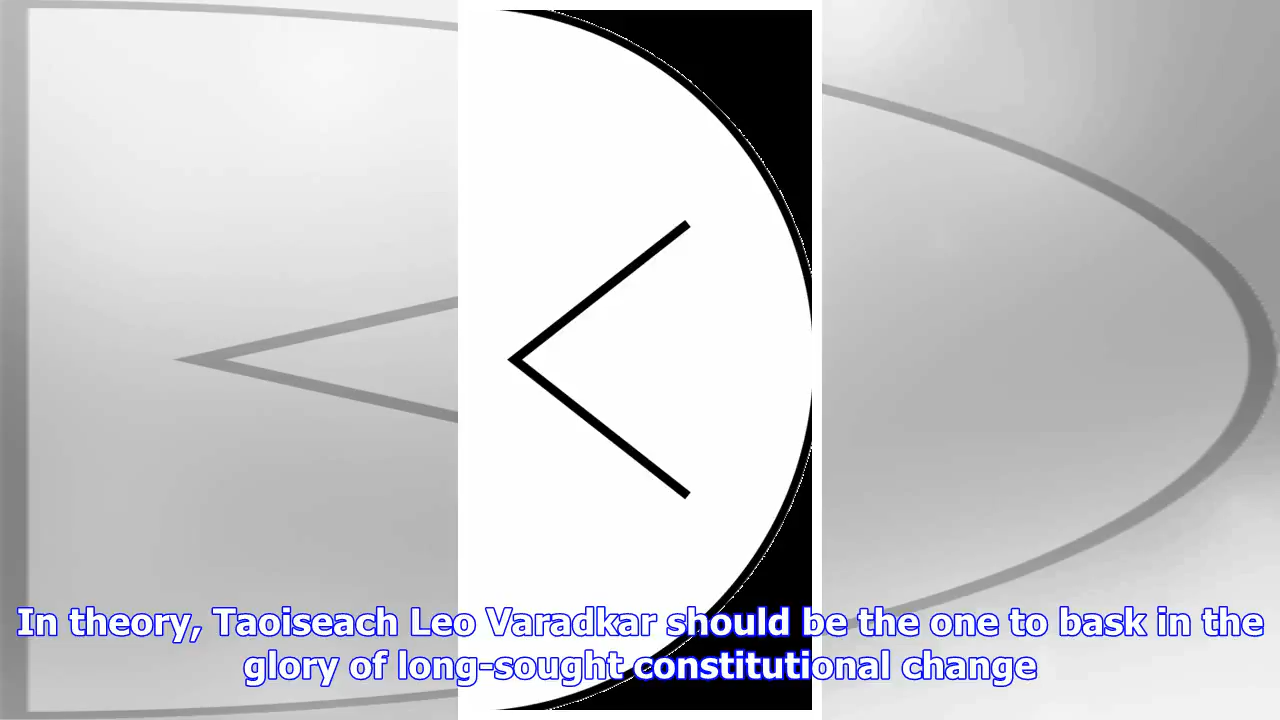 In theory, Taoiseach Leo Varadkar should be the one to bask in the
glory of long-sought constitutional change